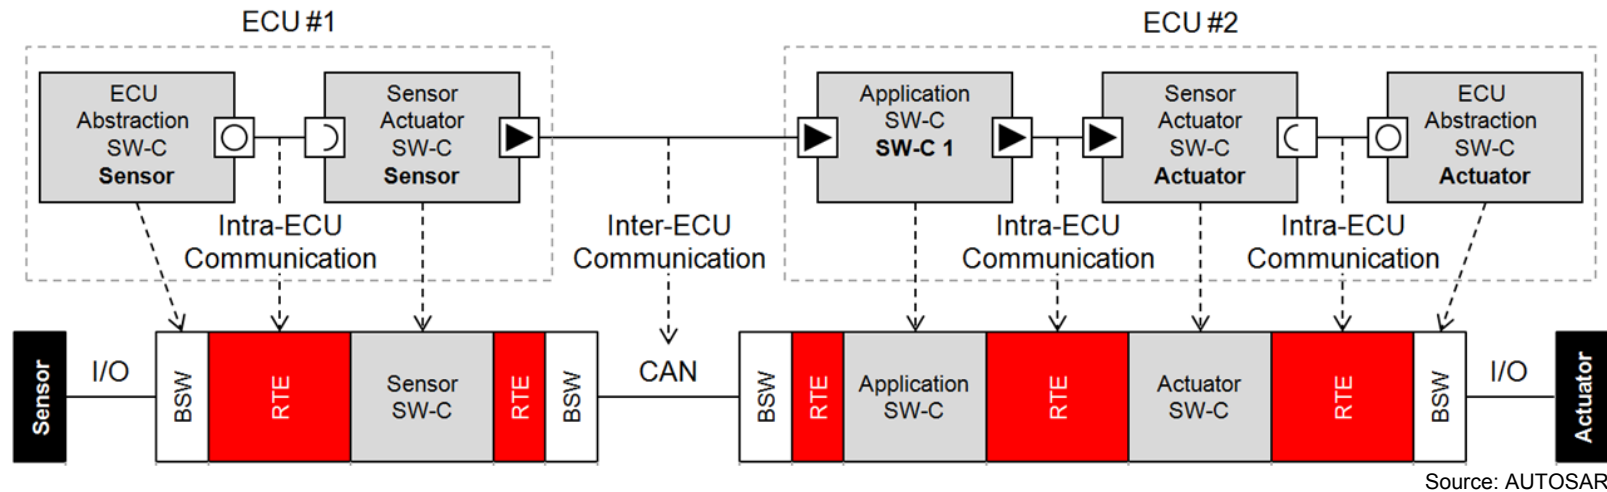 ECU #1
ECU #2
ECU
Abstraction
SW-C
Sensor
Sensor
Actuator
SW-C
Sensor
Application
SW-C
SW-C 1
Sensor
Actuator
SW-C
Actuator
ECU
Abstraction
SW-C
Actuator
Intra-ECU
Communication
Inter-ECU
Communication
Intra-ECU
Communication
Intra-ECU
Communication
Sensor
I/O
BSW
RTE
Sensor
SW-C
RTE
BSW
CAN
BSW
RTE
Application
SW-C
RTE
Actuator
SW-C
RTE
BSW
I/O
Actuator
Source: AUTOSAR